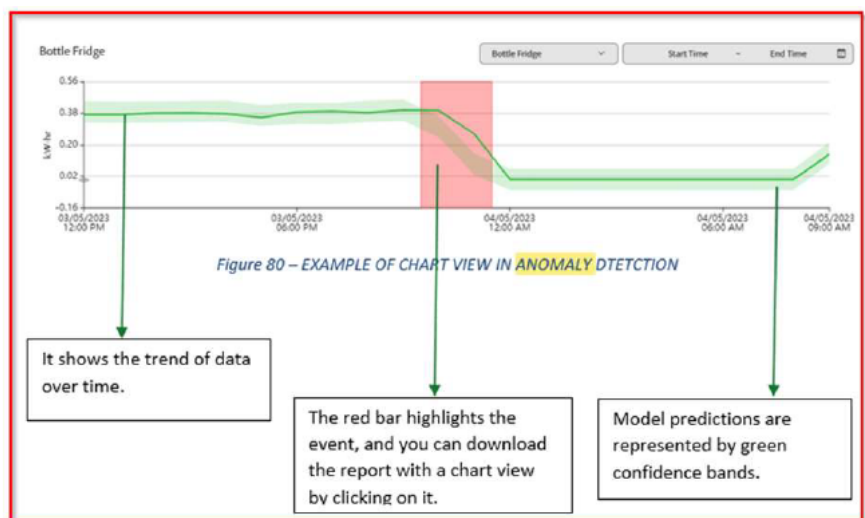 Bottle Fridge
Bottle Fridge
Start Time - End Time
kW-hr
0.56
0.38
0.20
0.02
-0.16
03/05/2023
12:00 PM
03/05/2023
06:00 PM
04/05/2023
12:00 AM
04/05/2023
06:00 AM
04/05/2023
09:00 AM
Figure 80 – EXAMPLE OF CHART VIEW IN ANOMALY DTETCTION
It shows the trend of data
over time.
The red bar highlights the
event, and you can download
the report with a chart view
by clicking on it.
Model predictions are
represented by green
confidence bands.